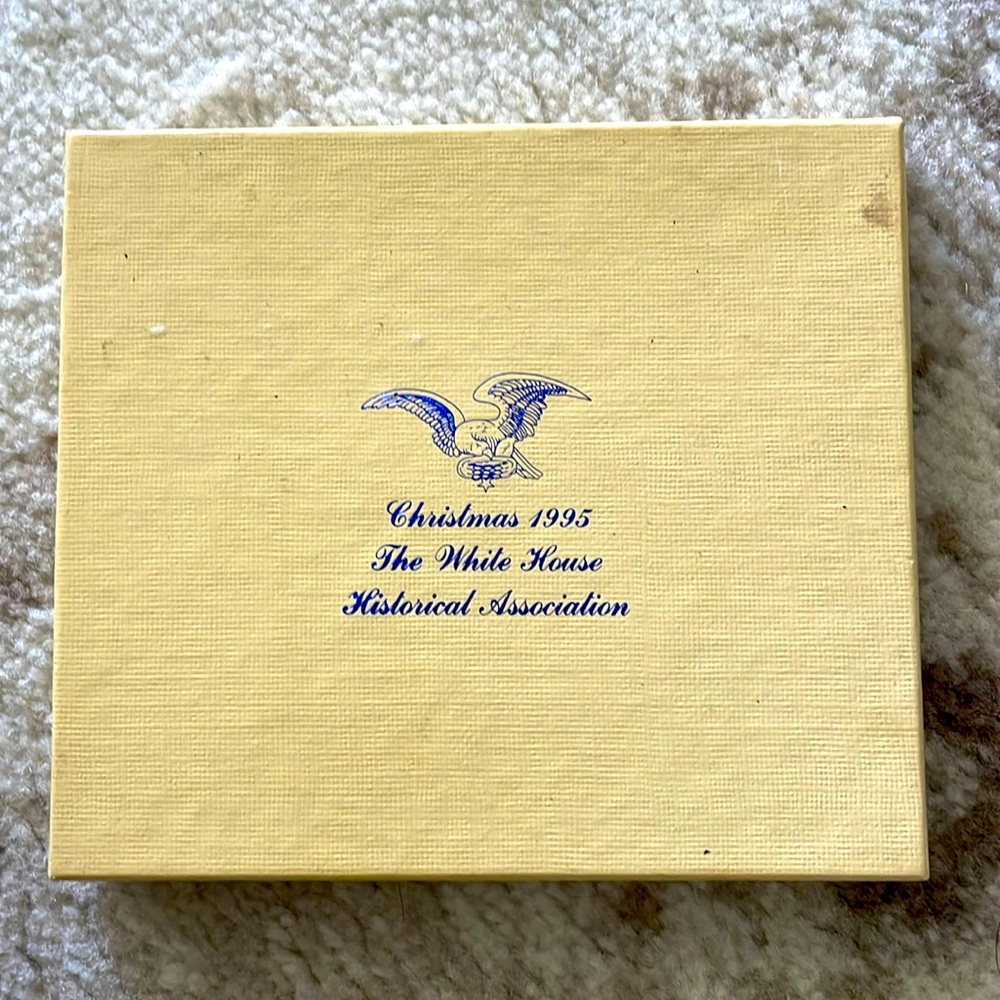 Christmas 1995
The White House
Historical Association